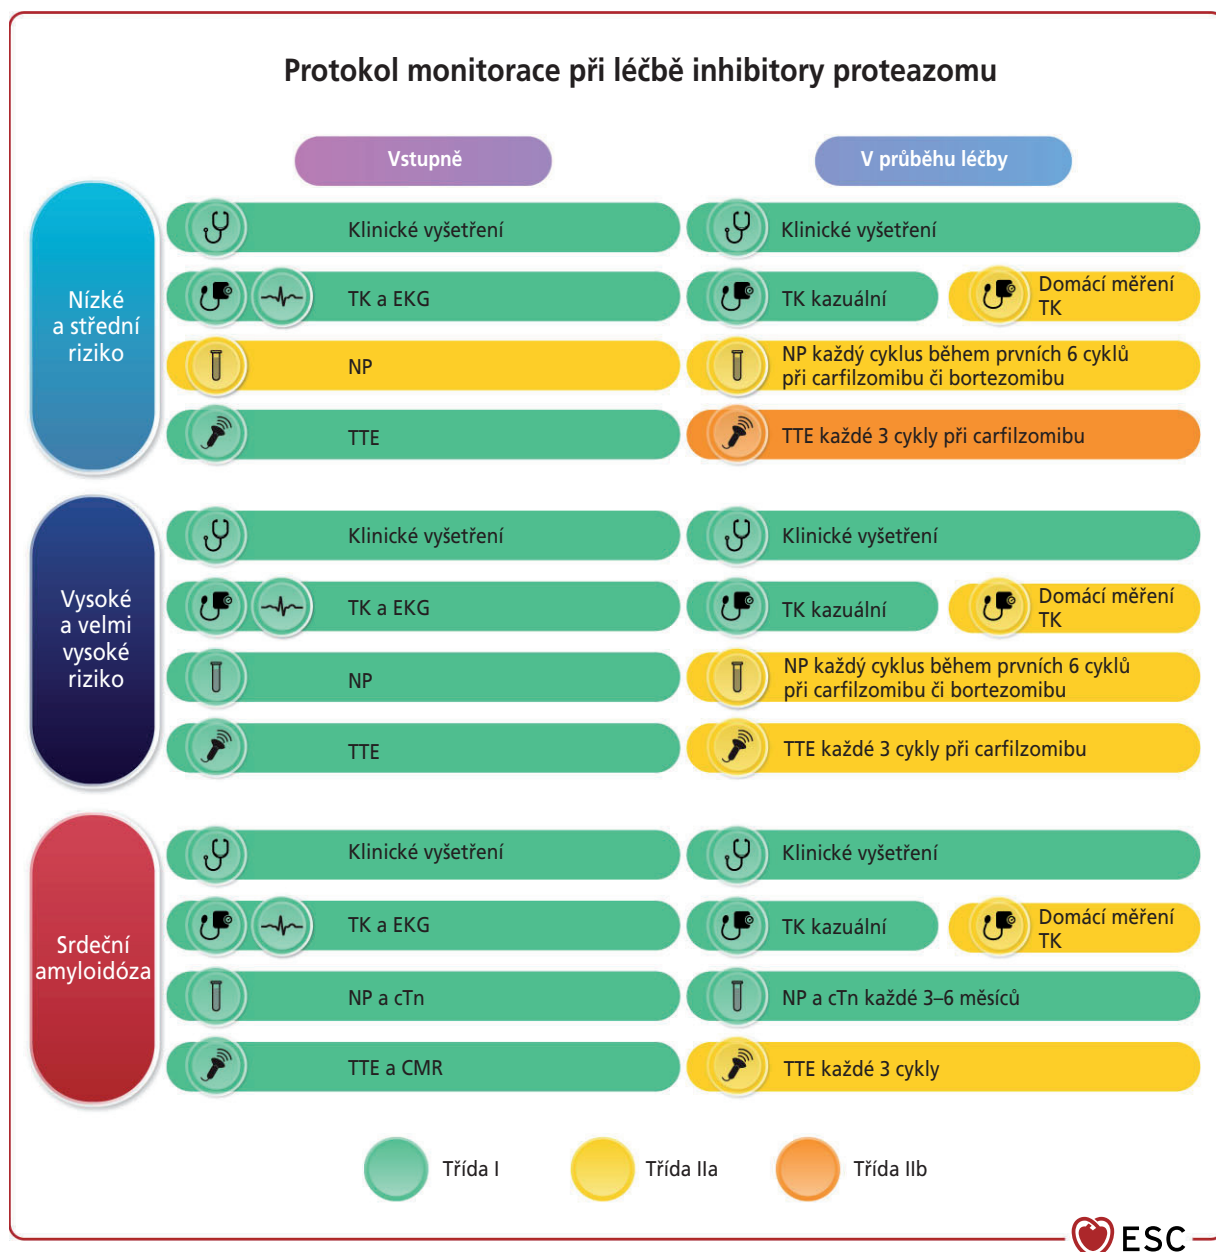 Protokol monitorace při léčbě inhibitory proteazomu
Vstupně
V průběhu léčby
Nízké
a střední
riziko
Klinické vyšetření
Klinické vyšetření
TK a EKG
TK kazuální
Domácí měření
TK
NP
NP každý cyklus během prvních 6 cyklů
při carfilzomibu či bortezomibu
TTE
TTE každé 3 cykly při carfilzomibu
Vysoké
a velmi
vysoké
riziko
Klinické vyšetření
Klinické vyšetření
TK a EKG
TK kazuální
Domácí měření
TK
NP
NP každý cyklus během prvních 6 cyklů
při carfilzomibu či bortezomibu
TTE
TTE každé 3 cykly při carfilzomibu
Srdeční
amyloidóza
Klinické vyšetření
Klinické vyšetření
TK a EKG
TK kazuální
Domácí měření
TK
NP a cTn
NP a cTn každé 3–6 měsíců
TTE a CMR
TTE každé 3 cykly
Třída I
Třída IIa
Třída IIb
ESC